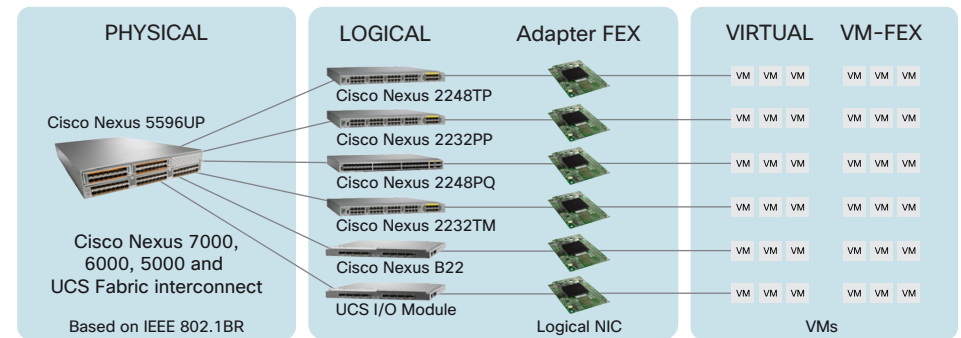 PHYSICAL
Cisco Nexus 5596UP
Cisco Nexus 7000,
6000, 5000 and
UCS Fabric interconnect
Based on IEEE 802.1BR
LOGICAL
Adapter FEX
Cisco Nexus 2248TP
Cisco Nexus 2232PP
Cisco Nexus 2248PQ
Cisco Nexus 2232TM
Cisco Nexus B22
UCS I/O Module
Logical NIC
VIRTUAL VM-FEX
VM VM VM VM VM VM
VM VM VM VM VM VM
VM VM VM VM VM VM
VM VM VM VM VM VM
VM VM VM VM VM VM
VM VM VM VM VM VM
VMs